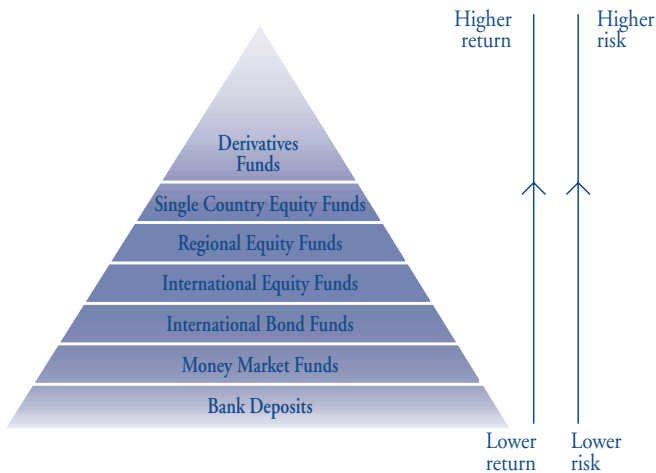 Higher
return
Higher
risk
Derivatives
Funds
Single Country Equity Funds
Regional Equity Funds
International Equity Funds
International Bond Funds
Money Market Funds
Bank Deposits
Lower
return
Lower
risk